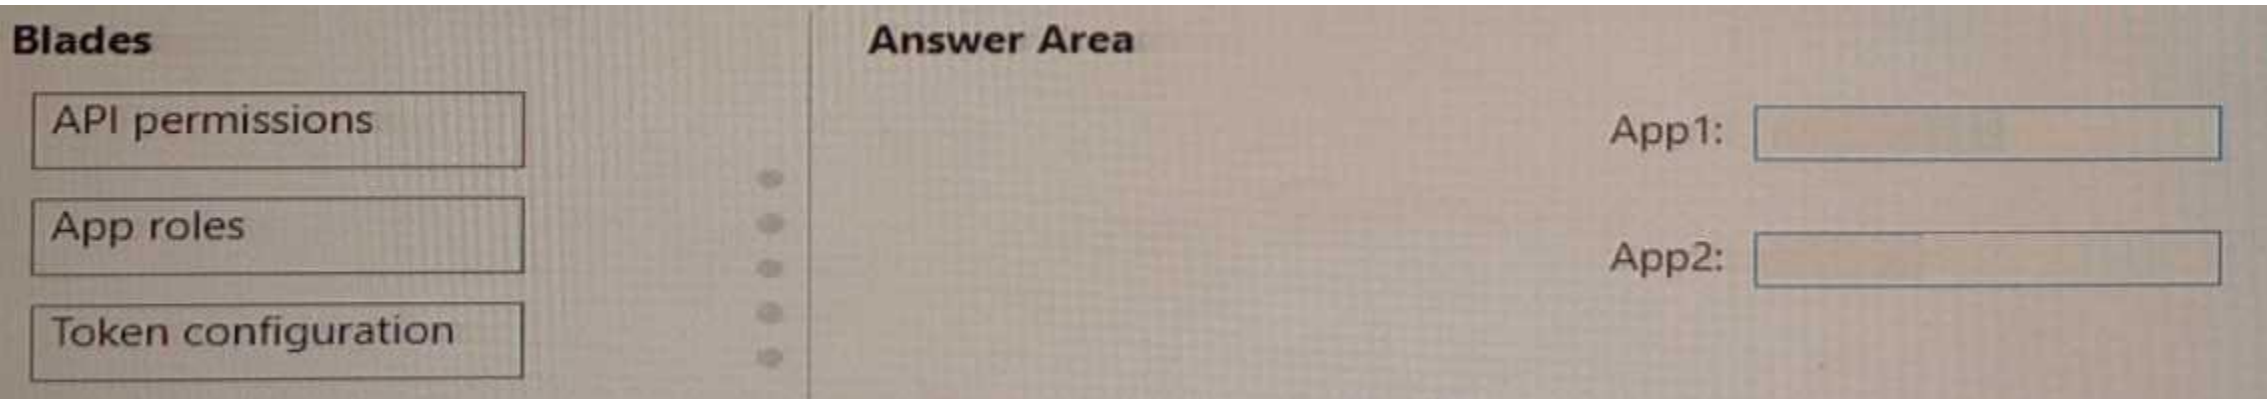 Blades
API permissions
App roles
Token configuration
Answer Area
App1:
App2: